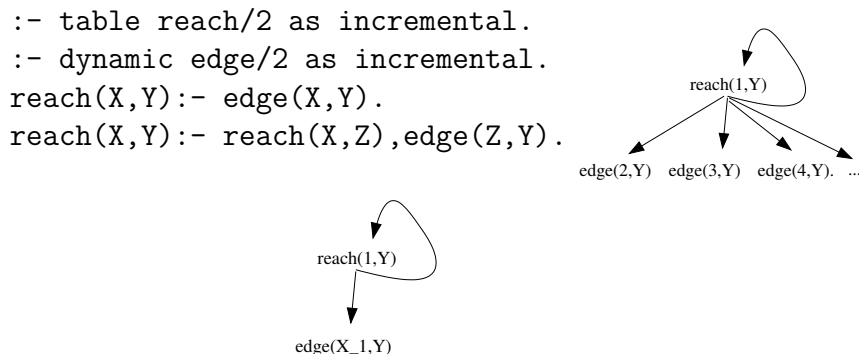 :- table reach/2 as incremental.
:- dynamic edge/2 as incremental.
reach(X,Y):- edge(X,Y).
reach(X,Y):- reach(X,Z),edge(Z,Y).
reach(1,Y)
edge(2,Y) edge(3,Y) edge(4,Y). ...
reach(1,Y)
edge(X_1,Y)